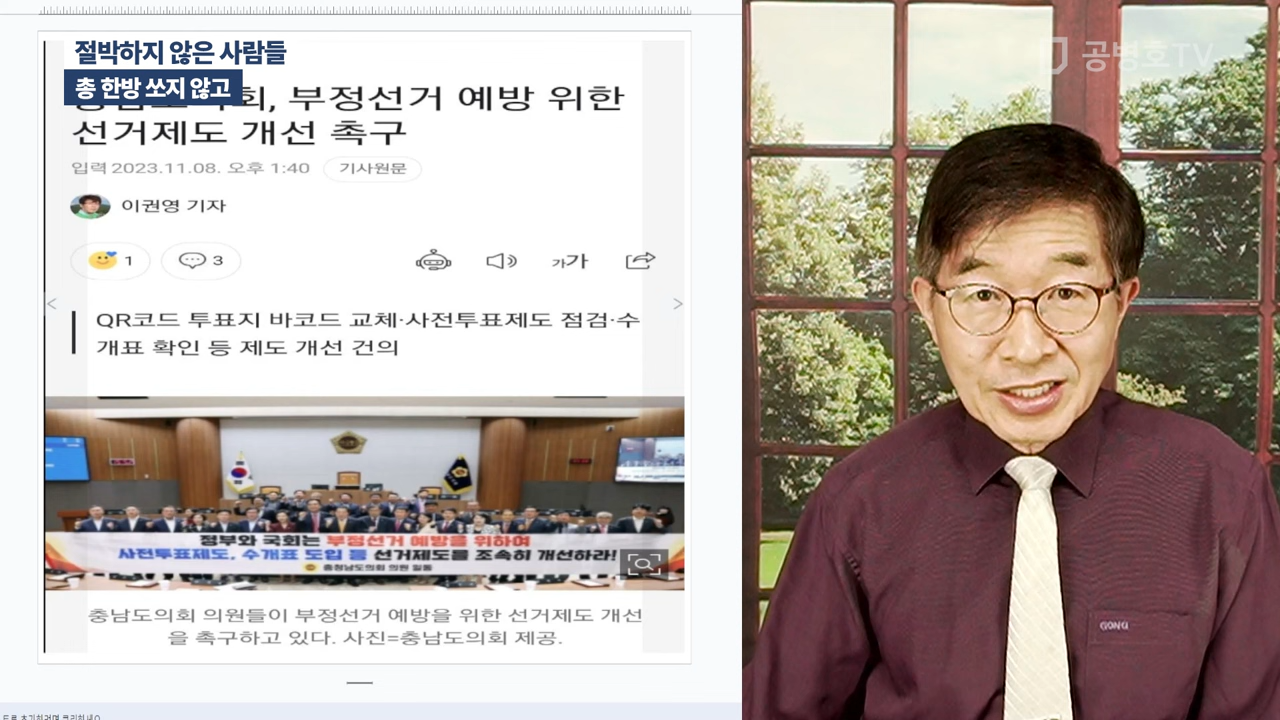 절박하지 않은 사람들
총 한방 쏘지 않고
회, 부정선거 예방 위한
선거제도 개선 촉구
입력 2023.11.08. 오후 1:40 기사원문
이권영 기자
1 3 가가
QR코드 투표지 바코드 교체·사전투표제도 점검·수
개표 확인 등 제도 개선 건의
정부와 국회는 부정선거 예방을 위하여
사전투표제도, 수개표 도입 등 선거제도를 조속히 개선하라!
충청남도의회 의원 일동
충남도의회 의원들이 부정선거 예방을 위한 선거제도 개선
을 촉구하고 있다. 사진=충남도의회 제공.
공병호TV
GONG